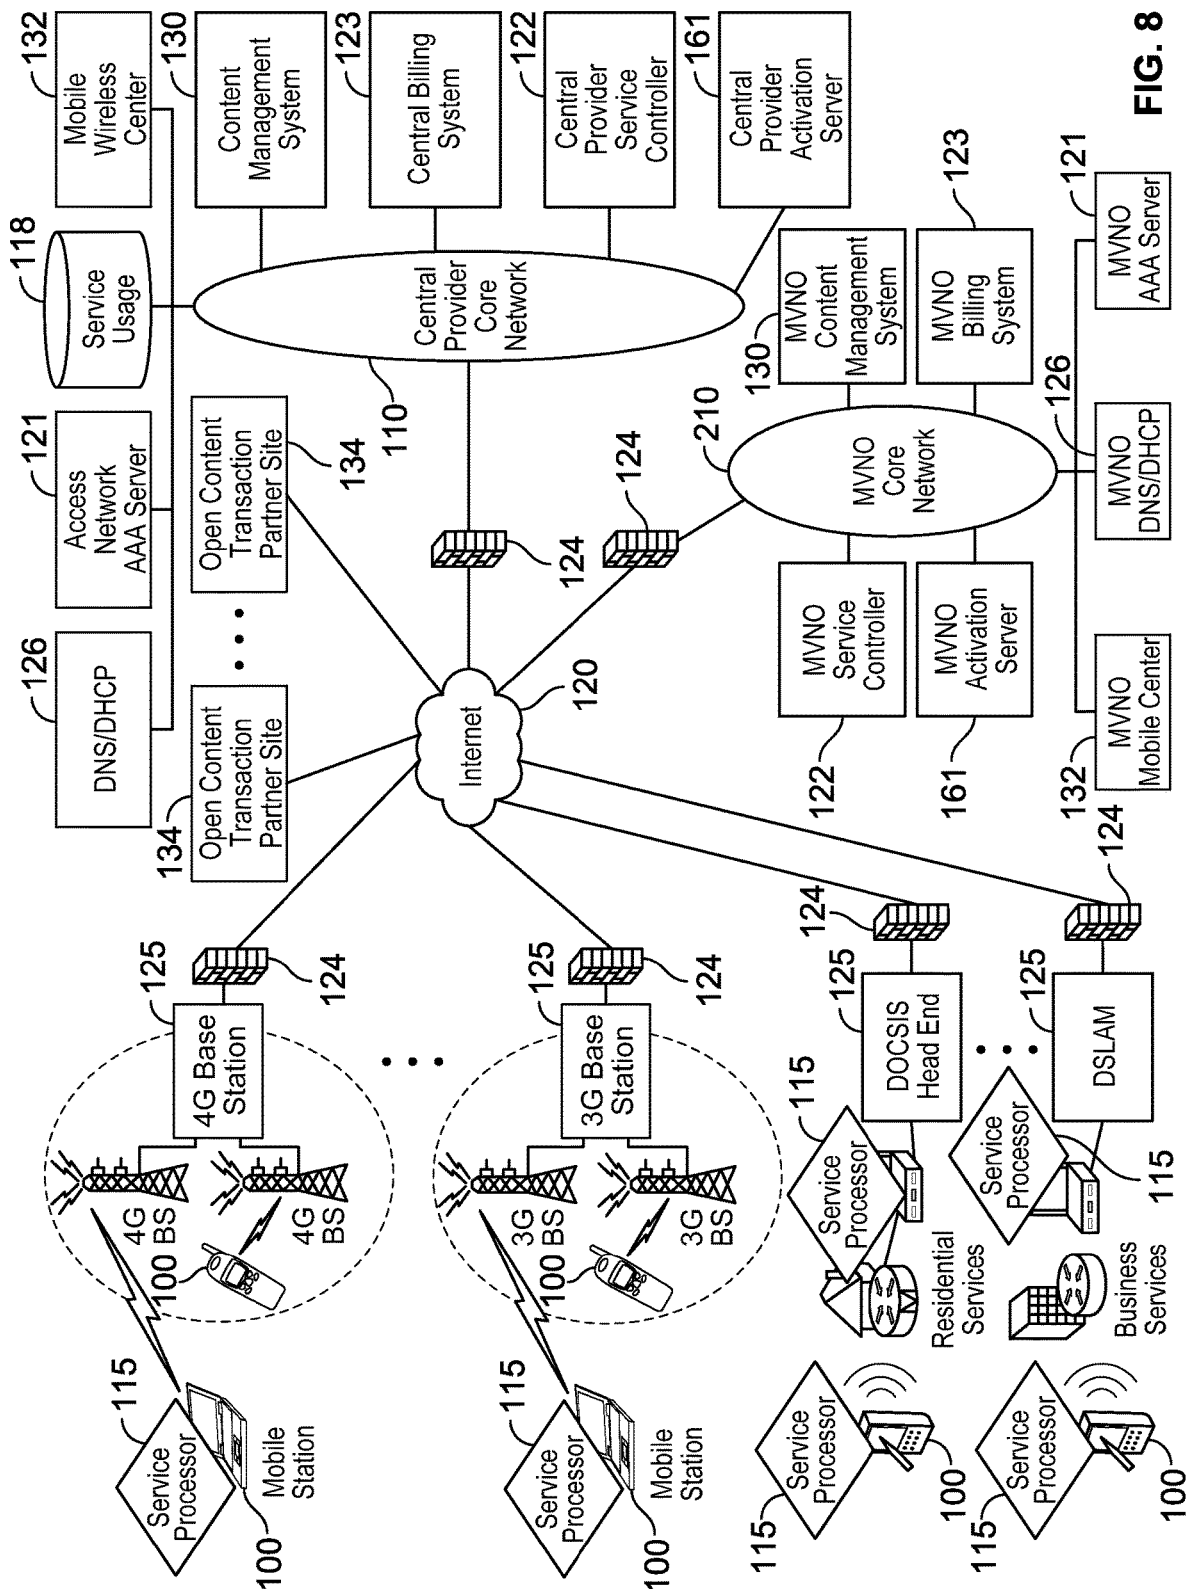 132
Mobile
Wireless
Center
130
Content
Management
System
123
Central Billing
System
122
Central
Provider
Service
Controller
161
Central
Provider
Activation
Server
118
Service
Usage
121
Access
Network
AAA Server
126
DNS/DHCP
Central
Provider
Core
Network
110
Open Content
Transaction
Partner Site
134
Open Content
Transaction
Partner Site
134
124
124
Internet
120
210
MVNO
Core
Network
130
MVNO
Content
Management
System
123
MVNO
Billing
System
122
MVNO
Service
Controller
161
MVNO
Activation
Server
121
MVNO
AAA Server
126
MVNO
DNS/DHCP
132
MVNO
Mobile Center
125
4G Base
Station
124
4G
BS
4G
BS
100
115
Service
Processor
Mobile
Station
100
125
3G Base
Station
124
3G
BS
3G
BS
100
115
Service
Processor
Mobile
Station
100
124
125
DOCSIS
Head End
115
Service
Processor
Residential
Services
115
Service
Processor
100
124
125
DSLAM
Service
Processor
115
Business
Services
115
Service
Processor
100
FIG. 8